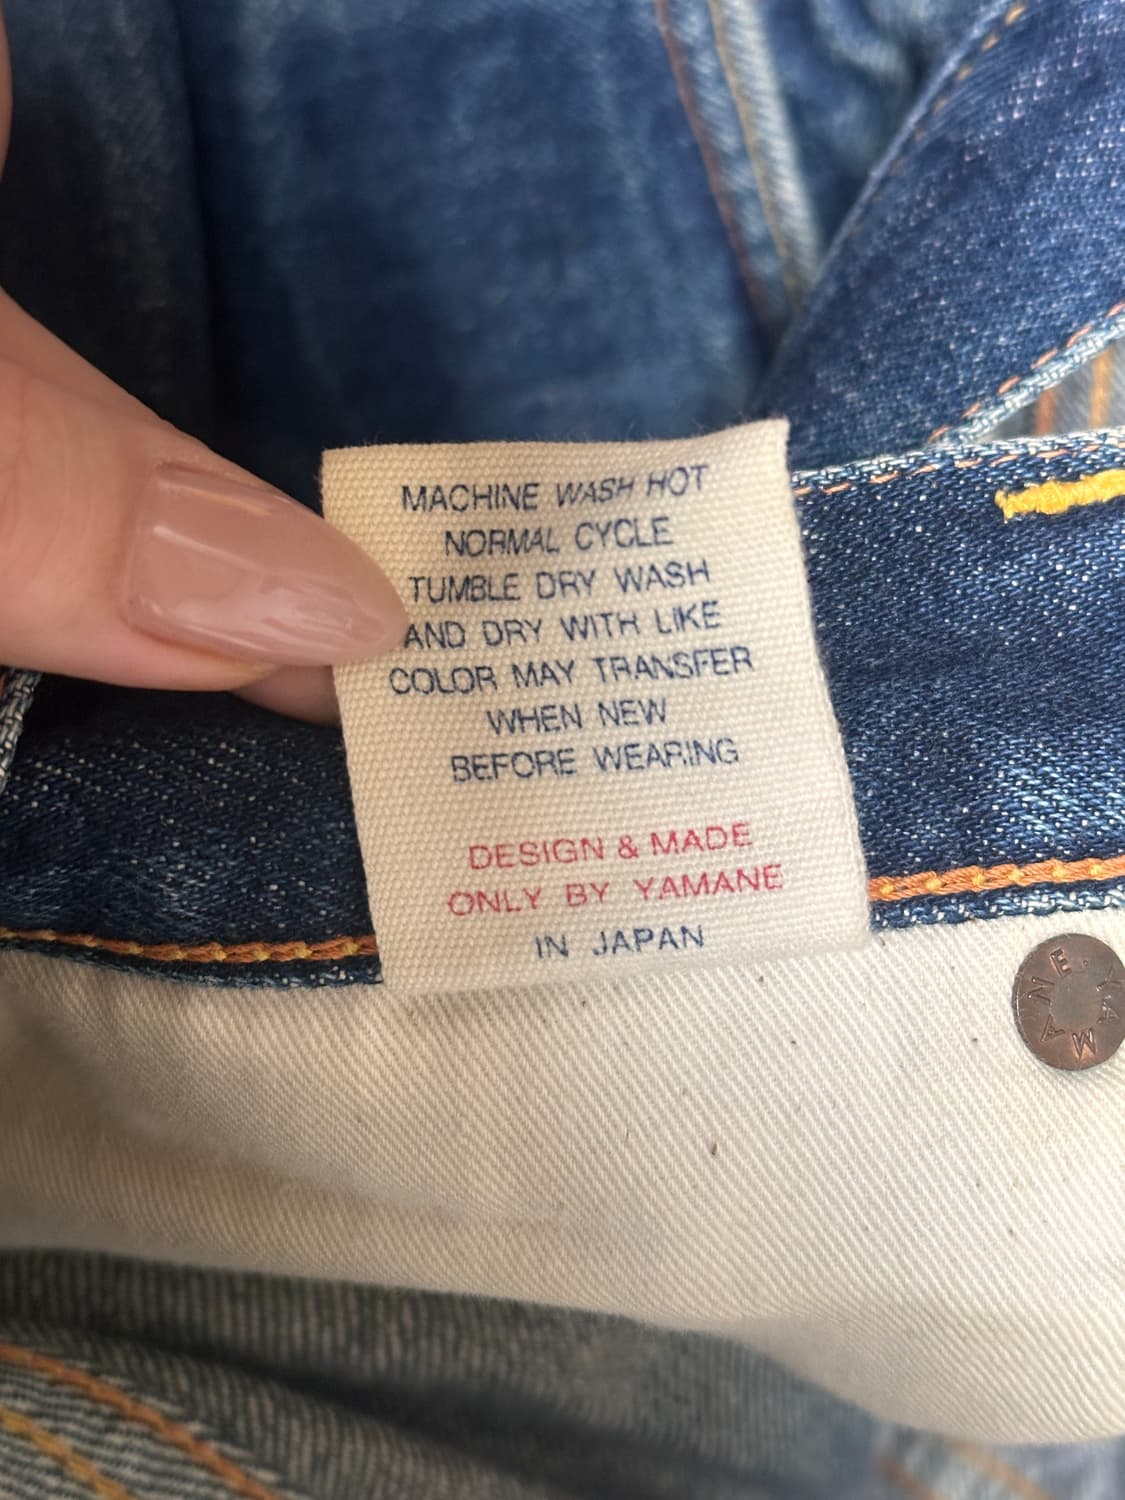 MACHINE WASH HOT
NORMAL CYCLE
TUMBLE DRY WASH
AND DRY WITH LIKE
COLOR MAY TRANSFER
WHEN NEW
BEFORE WEARING
DESIGN & MADE
ONLY BY YAMANE
IN JAPAN
YAMANE.